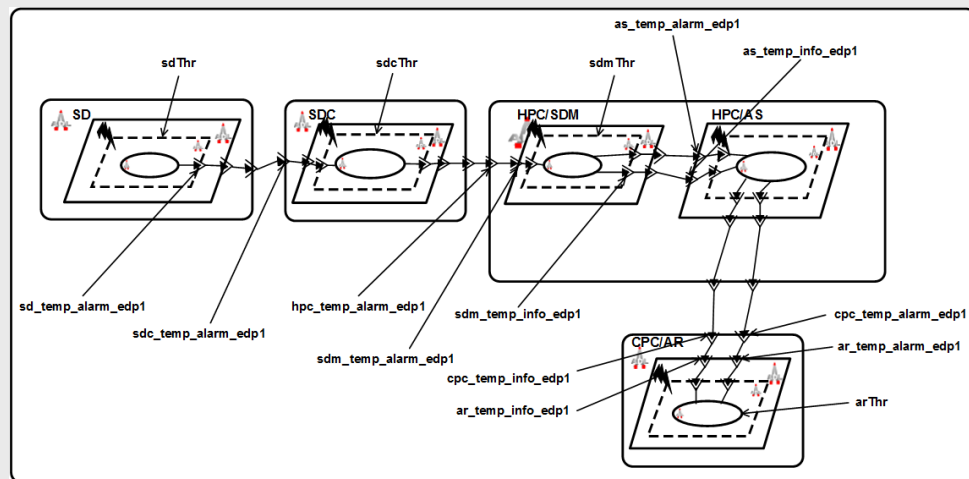 as_temp_alarm_edp1
as_temp_info_edp1
sdThr
sdcThr
sdmThr
SD
SDC
HPC/SDM
HPC/AS
sd_temp_alarm_edp1
hpc_temp_alarm_edp1
sdm_temp_info_edp1
cpc_temp_alarm_edp1
sdc_temp_alarm_edp1
CPC/AR
ar_temp_alarm_edp1
sdm_temp_alarm_edp1
cpc_temp_info_edp1
arThr
ar_temp_info_edp1